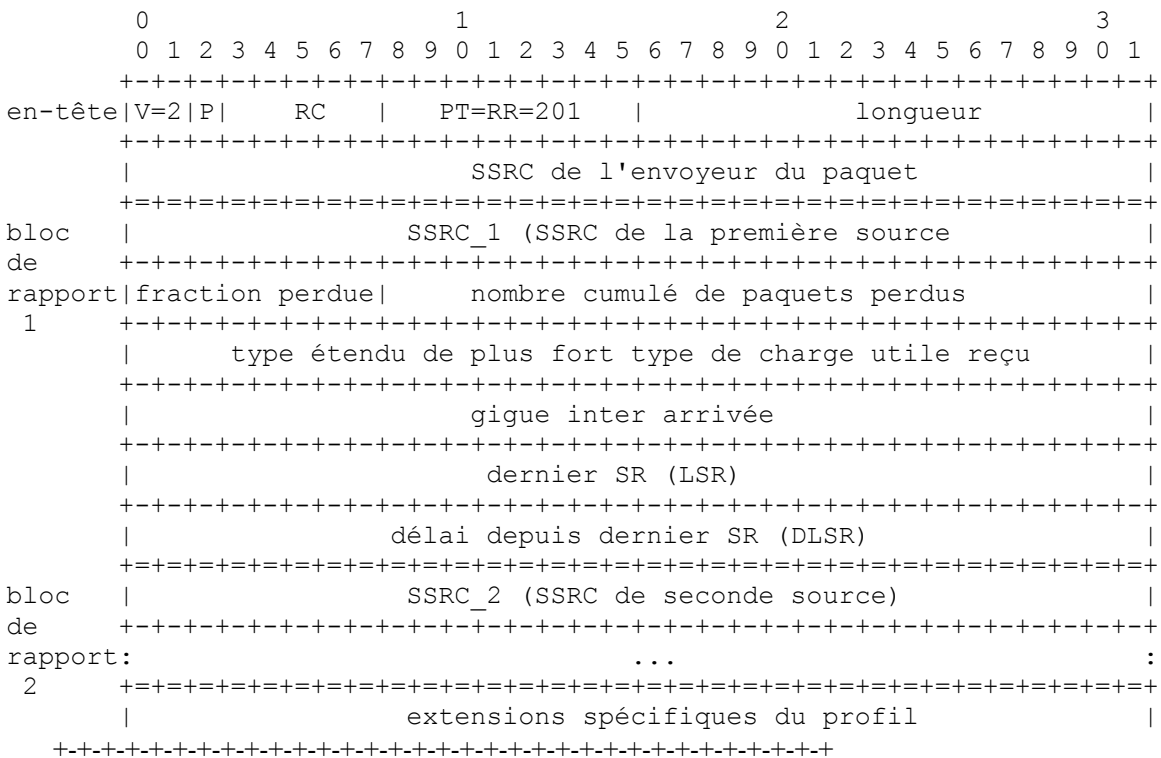 0                   1                   2                   3
        0 1 2 3 4 5 6 7 8 9 0 1 2 3 4 5 6 7 8 9 0 1 2 3 4 5 6 7 8 9 0 1
       +-+-+-+-+-+-+-+-+-+-+-+-+-+-+-+-+-+-+-+-+-+-+-+-+-+-+-+-+-+-+-+-+
en-tête|V=2|P|    RC   |   PT=RR=201   |             longueur          |
       +-+-+-+-+-+-+-+-+-+-+-+-+-+-+-+-+-+-+-+-+-+-+-+-+-+-+-+-+-+-+-+-+
       |                     SSRC de l'envoyeur du paquet              |
       +=+=+=+=+=+=+=+=+=+=+=+=+=+=+=+=+=+=+=+=+=+=+=+=+=+=+=+=+=+=+=+=+
bloc   |                 SSRC_1 (SSRC de la première source            |
de     +-+-+-+-+-+-+-+-+-+-+-+-+-+-+-+-+-+-+-+-+-+-+-+-+-+-+-+-+-+-+-+-+
rapport|fraction perdue|     nombre cumulé de paquets perdus           |
 1     +-+-+-+-+-+-+-+-+-+-+-+-+-+-+-+-+-+-+-+-+-+-+-+-+-+-+-+-+-+-+-+-+
       |      type étendu de plus fort type de charge utile reçu       |
       +-+-+-+-+-+-+-+-+-+-+-+-+-+-+-+-+-+-+-+-+-+-+-+-+-+-+-+-+-+-+-+-+
       |                     gigue inter arrivée                       |
       +-+-+-+-+-+-+-+-+-+-+-+-+-+-+-+-+-+-+-+-+-+-+-+-+-+-+-+-+-+-+-+-+
       |                      dernier SR (LSR)                         |
       +-+-+-+-+-+-+-+-+-+-+-+-+-+-+-+-+-+-+-+-+-+-+-+-+-+-+-+-+-+-+-+-+
       |                délai depuis dernier SR (DLSR)                 |
       +=+=+=+=+=+=+=+=+=+=+=+=+=+=+=+=+=+=+=+=+=+=+=+=+=+=+=+=+=+=+=+=+
bloc   |                 SSRC_2 (SSRC de seconde source)               |
de     +-+-+-+-+-+-+-+-+-+-+-+-+-+-+-+-+-+-+-+-+-+-+-+-+-+-+-+-+-+-+-+-+
rapport:                               ...                             :
 2     +=+=+=+=+=+=+=+=+=+=+=+=+=+=+=+=+=+=+=+=+=+=+=+=+=+=+=+=+=+=+=+=+
       |                 extensions spécifiques du profil              |
   +-+-+-+-+-+-+-+-+-+-+-+-+-+-+-+-+-+-+-+-+-+-+-+-+-+-+-+-+-+-+-+-+